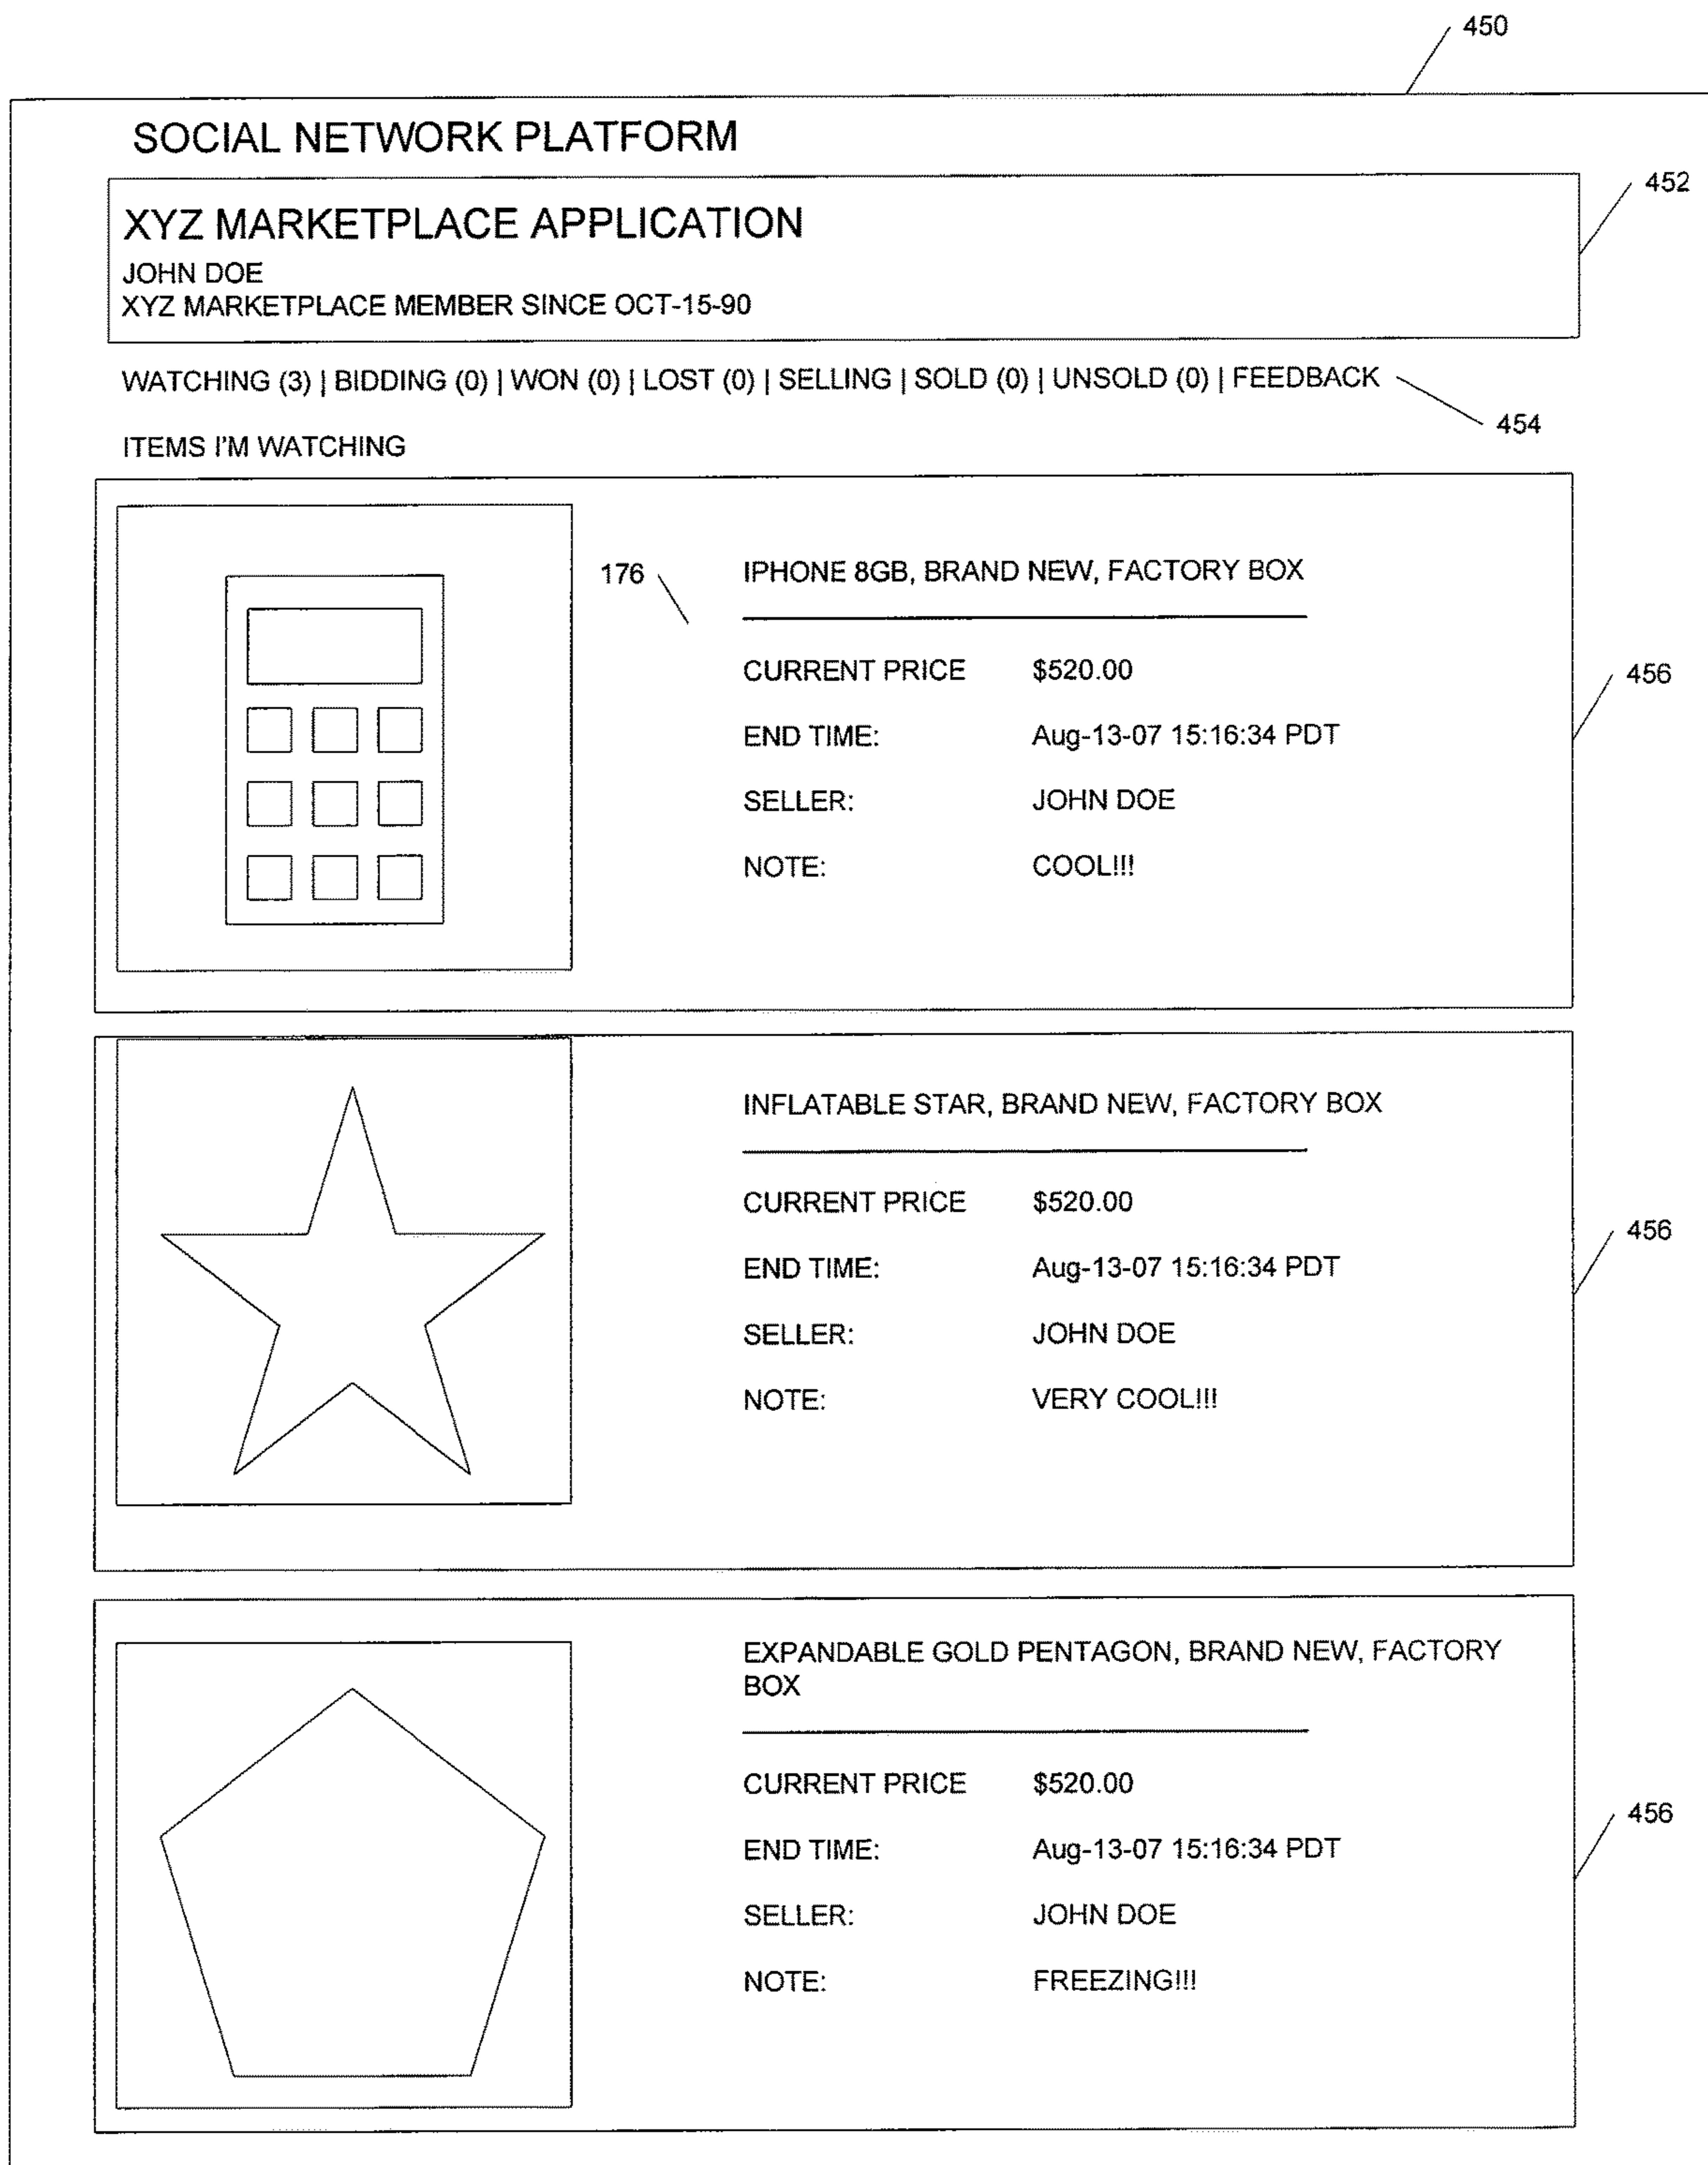 450
SOCIAL NETWORK PLATFORM
452
XYZ MARKETPLACE APPLICATION
JOHN DOE
XYZ MARKETPLACE MEMBER SINCE OCT-15-90
WATCHING (3) | BIDDING (0) | WON (0) | LOST (0) | SELLING | SOLD (0) | UNSOLD (0) | FEEDBACK
454
ITEMS I'M WATCHING
176
IPHONE 8GB, BRAND NEW, FACTORY BOX
CURRENT PRICE $520.00
456
END TIME: Aug-13-07 15:16:34 PDT
SELLER: JOHN DOE
NOTE: COOL!!!
INFLATABLE STAR, BRAND NEW, FACTORY BOX
CURRENT PRICE $520.00
456
END TIME: Aug-13-07 15:16:34 PDT
SELLER: JOHN DOE
NOTE: VERY COOL!!!
EXPANDABLE GOLD PENTAGON, BRAND NEW, FACTORY
BOX
CURRENT PRICE $520.00
456
END TIME: Aug-13-07 15:16:34 PDT
SELLER: JOHN DOE
NOTE: FREEZING!!!